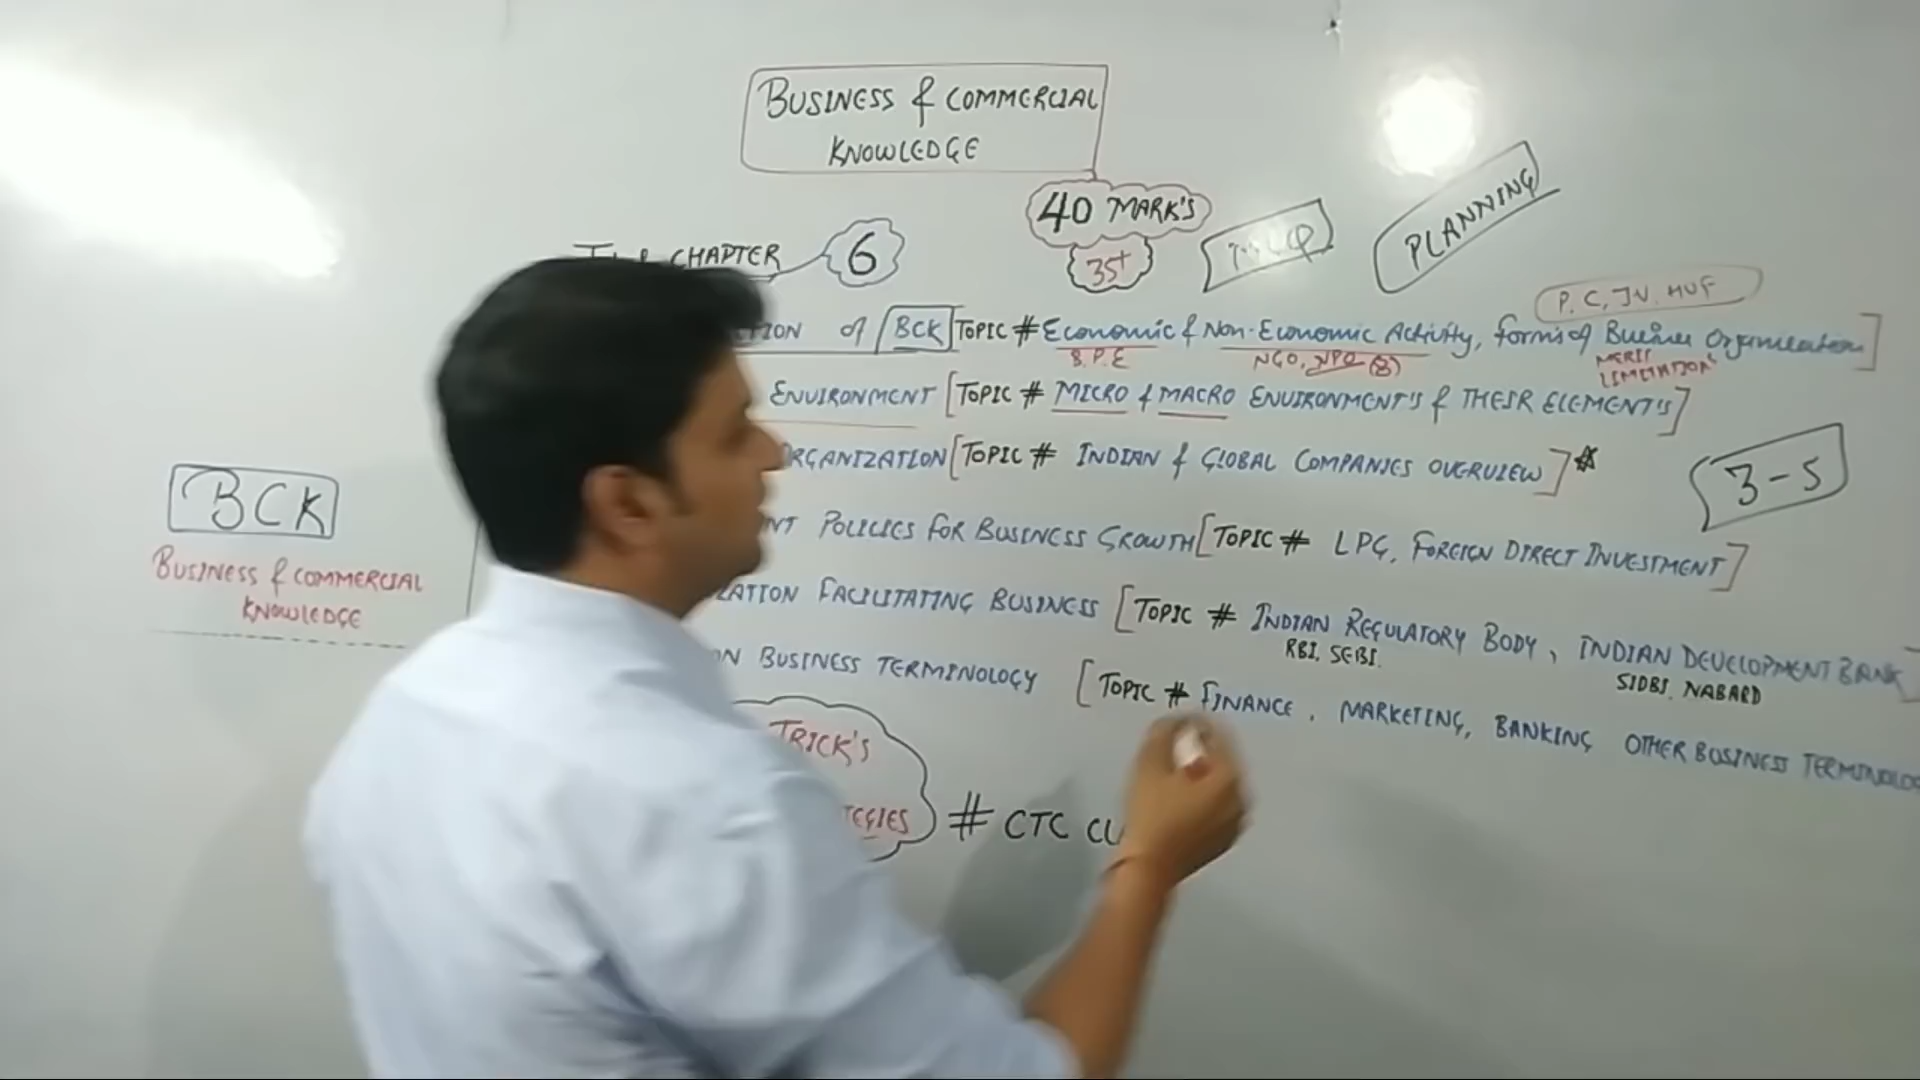 BUSINESS & COMMERCIAL
KNOWLEDGE
40 MARK'S
35+
PLANNING
CHAPTER 6
P. C, JV. HUF
OF BCK TOPIC # Economic & Non-Economic Activity, forms of Business Organisation]
B.P.E NGO, NPO (8) MERIT
LIMITATION'S
ENVIRONMENT [TOPIC # MICRO & MACRO ENVIRONMENT'S & THEIR ELEMENT'S]
ORGANIZATION [TOPIC # INDIAN & GLOBAL COMPANIES OVERVIEW]
3-5
POLICIES FOR BUSINESS GROWTH [TOPIC # LPG, FOREIGN DIRECT INVESTMENT]
FACILITATING BUSINESS [TOPIC # INDIAN REGULATORY BODY, INDIAN DEVELOPMENT BANK]
RBI, SEBI. SIDBI, NABARD
BUSINESS TERMINOLOGY [TOPIC # FINANCE, MARKETING, BANKING OTHER BUSINESS
TRICK'S
# CTC
BCK
BUSINESS & COMMERCIAL
KNOWLEDGE